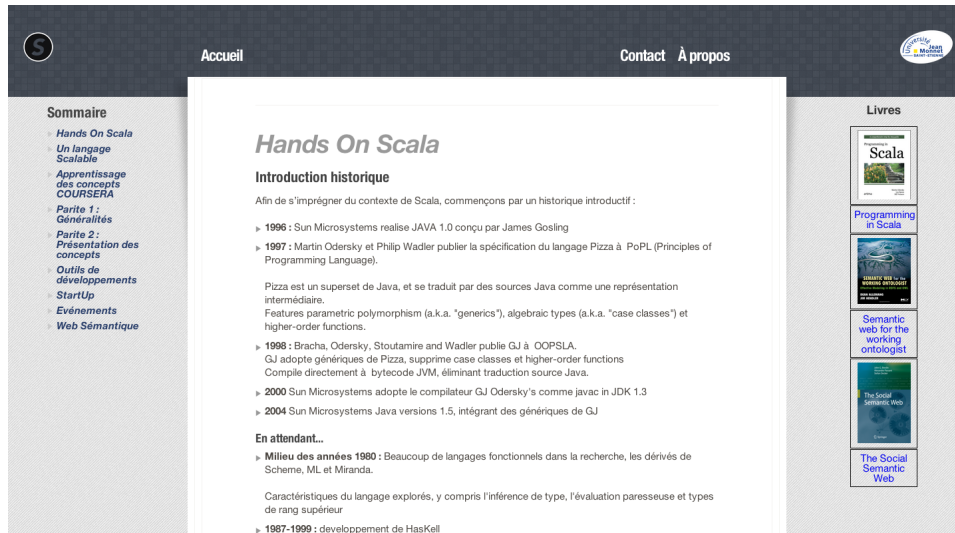 S
Accueil
Contact
À propos
Université
Jean
Monnet
SAINT-ETIENNE
Sommaire
Hands On Scala
Un langage
Scalable
Apprentissage
des concepts
COURSERA
Parite 1 :
Généralités
Parite 2 :
Présentation des
concepts
Outils de
développements
StartUp
Evénements
Web Sémantique
Hands On Scala
Introduction historique
Afin de s'imprégner du contexte de Scala, commençons par un historique introductif :
1996 : Sun Microsystems realise JAVA 1.0 conçu par James Gosling
1997 : Martin Odersky et Philip Wadler publier la spécification du langage Pizza à PoPL (Principles of
Programming Language).
Pizza est un superset de Java, et se traduit par des sources Java comme une représentation
intermédiaire.
Features parametric polymorphism (a.k.a. "generics"), algebraic types (a.k.a. "case classes") et
higher-order functions.
1998 : Bracha, Odersky, Stoutamire and Wadler publie GJ à OOPSLA.
GJ adopte génériques de Pizza, supprime case classes et higher-order functions
Compile directement à bytecode JVM, éliminant traduction source Java.
2000 Sun Microsystems adopte le compilateur GJ Odersky's comme javac in JDK 1.3
2004 Sun Microsystems Java versions 1.5, intégrant des génériques de GJ
En attendant...
Milieu des années 1980 : Beaucoup de langages fonctionnels dans la recherche, les dérivés de
Scheme, ML et Miranda.
Caractéristiques du langage explorés, y compris l'inférence de type, l'évaluation paresseuse et types
de rang supérieur
1987-1999 : developpement de HasKell
Livres
Programming in
Scala
Programming
in Scala
SEMANTIC WEB for the
WORKING ONTOLOGIST
Semantic
web for the
working
ontologist
The Social
Semantic Web
The Social
Semantic
Web